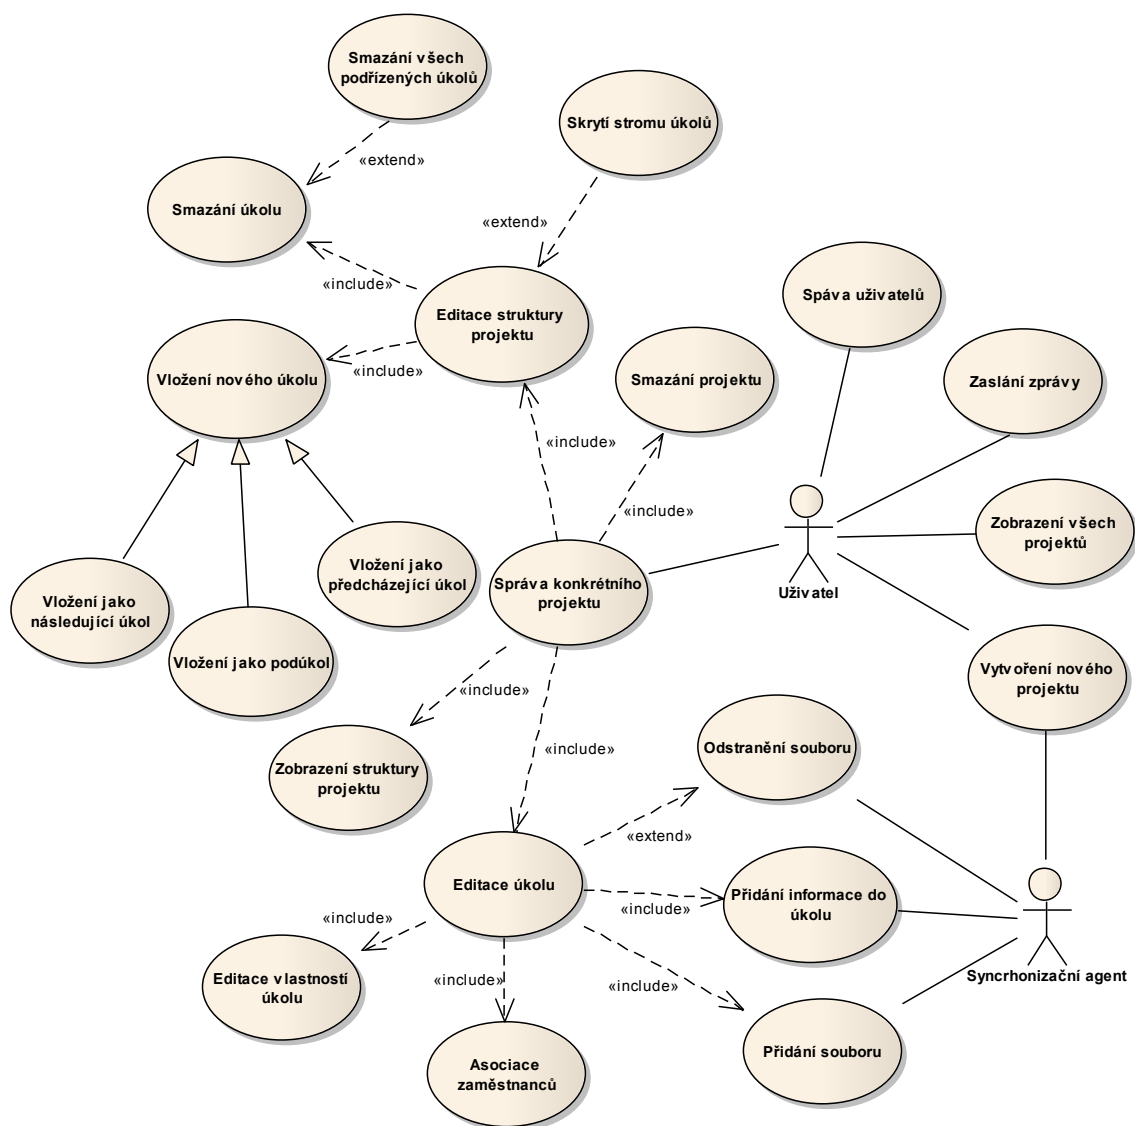 Smazání všech
podřízených úkolů
Skrytí stromu úkolů
«extend»
Smazání úkolu
«extend»
«include»
Spáva uživatelů
Editace struktury
projektu
Vložení nového úkolu
«include»
Smazání projektu
Zaslání zprávy
«include»
«include»
Zobrazení všech
projektů
Vložení jako
předcházející úkol
Správa konkrétního
projektu
Uživatel
Vložení jako
následující úkol
Vložení jako podúkol
Vytvoření nového
projektu
«include»
«include»
Odstranění souboru
Zobrazení struktury
projektu
«extend»
Editace úkolu
Přidání informace do
úkolu
«include»
«include»
Editace vlastností
úkolu
«include»
«include»
Syncrhonizační agent
Přidání souboru
Asociace
zaměstnanců